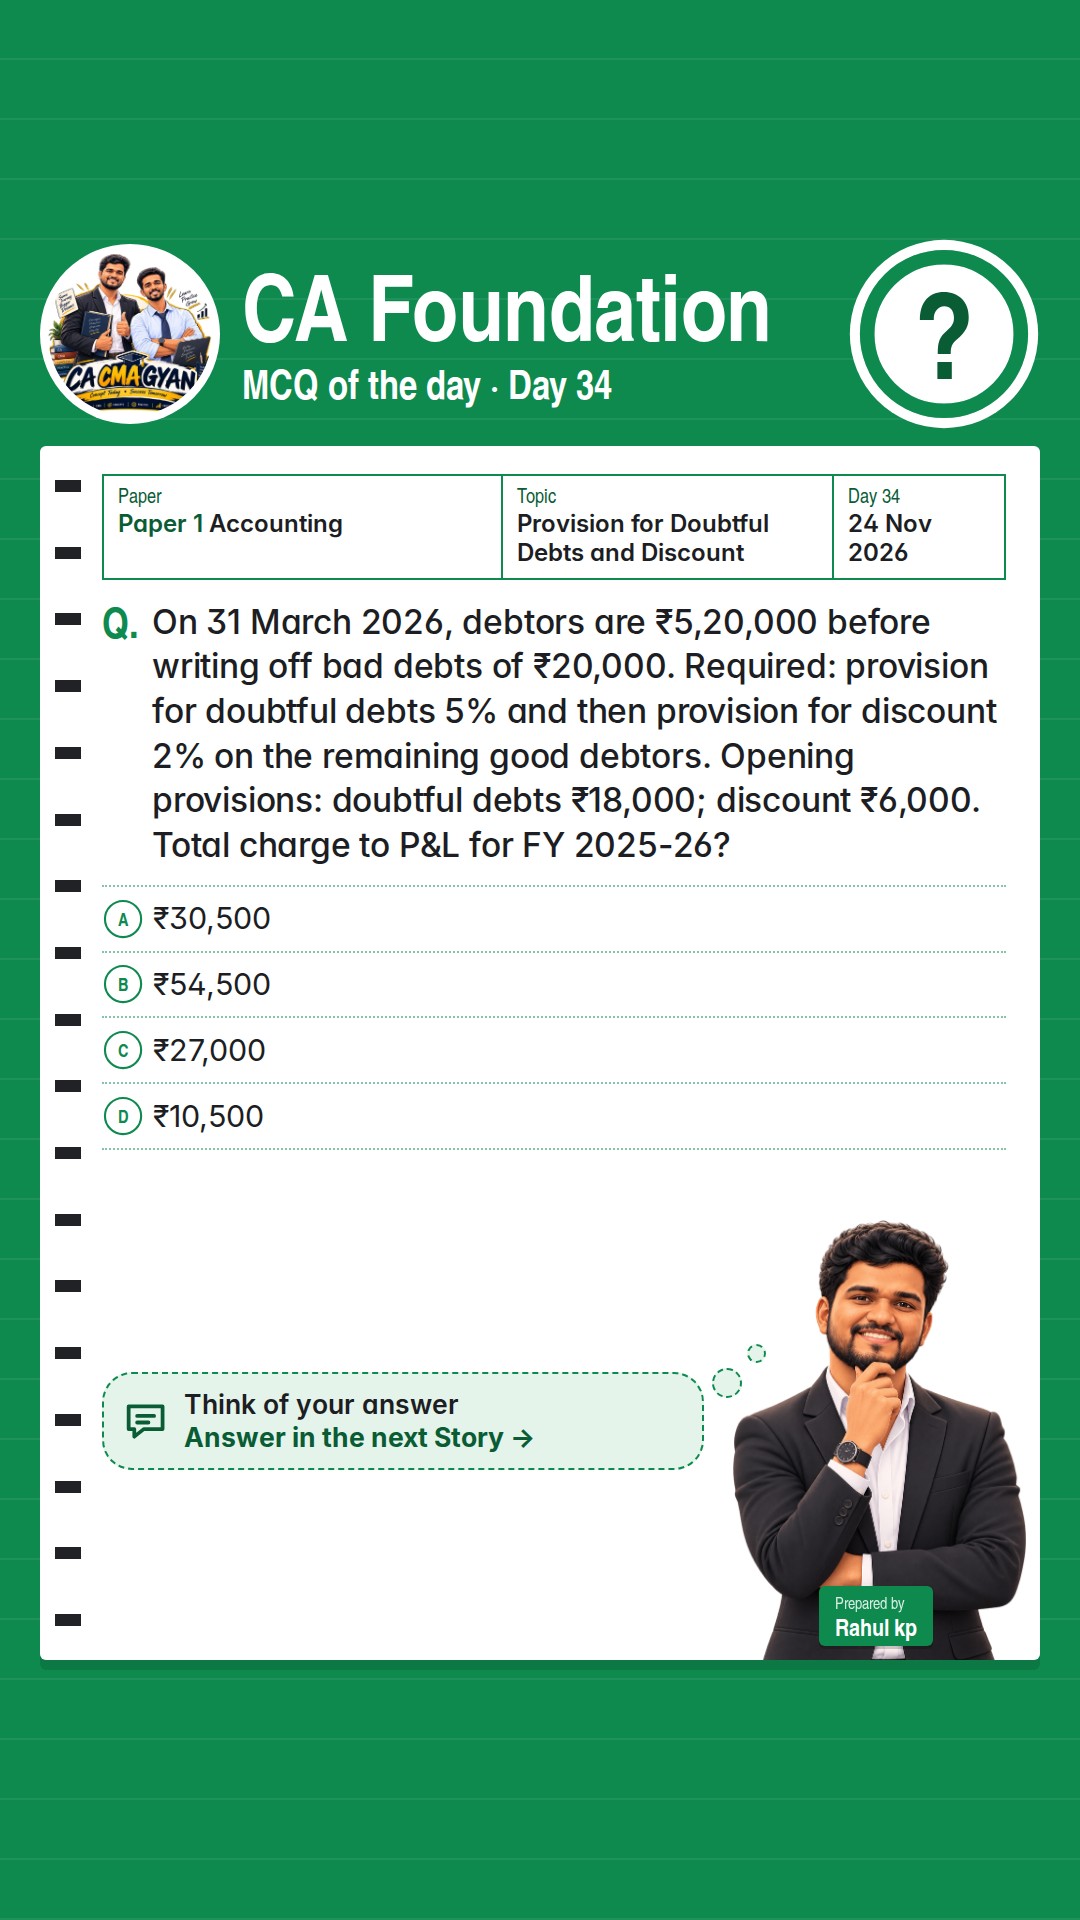 CA Foundation
MCQ of the day · Day 34
CA CMA GYAN
?
Paper
Paper 1 Accounting
Topic
Provision for Doubtful
Debts and Discount
Day 34
24 Nov
2026
Q. On 31 March 2026, debtors are ₹5,20,000 before
writing off bad debts of ₹20,000. Required: provision
for doubtful debts 5% and then provision for discount
2% on the remaining good debtors. Opening
provisions: doubtful debts ₹18,000; discount ₹6,000.
Total charge to P&L for FY 2025-26?
A ₹30,500
B ₹54,500
C ₹27,000
D ₹10,500
Think of your answer
Answer in the next Story →
Prepared by
Rahul kp